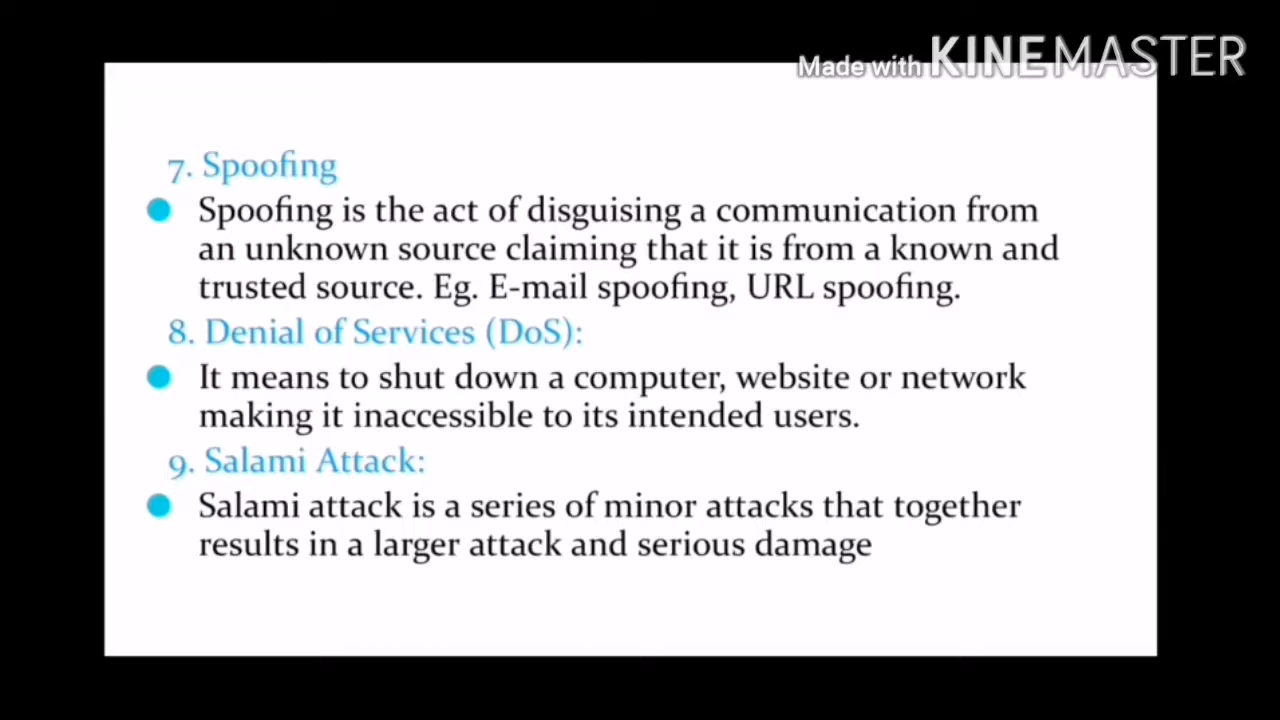 Made with KINEMASTER
7. Spoofing
Spoofing is the act of disguising a communication from
an unknown source claiming that it is from a known and
trusted source. Eg. E-mail spoofing, URL spoofing.
8. Denial of Services (DoS):
It means to shut down a computer, website or network
making it inaccessible to its intended users.
9. Salami Attack:
Salami attack is a series of minor attacks that together
results in a larger attack and serious damage